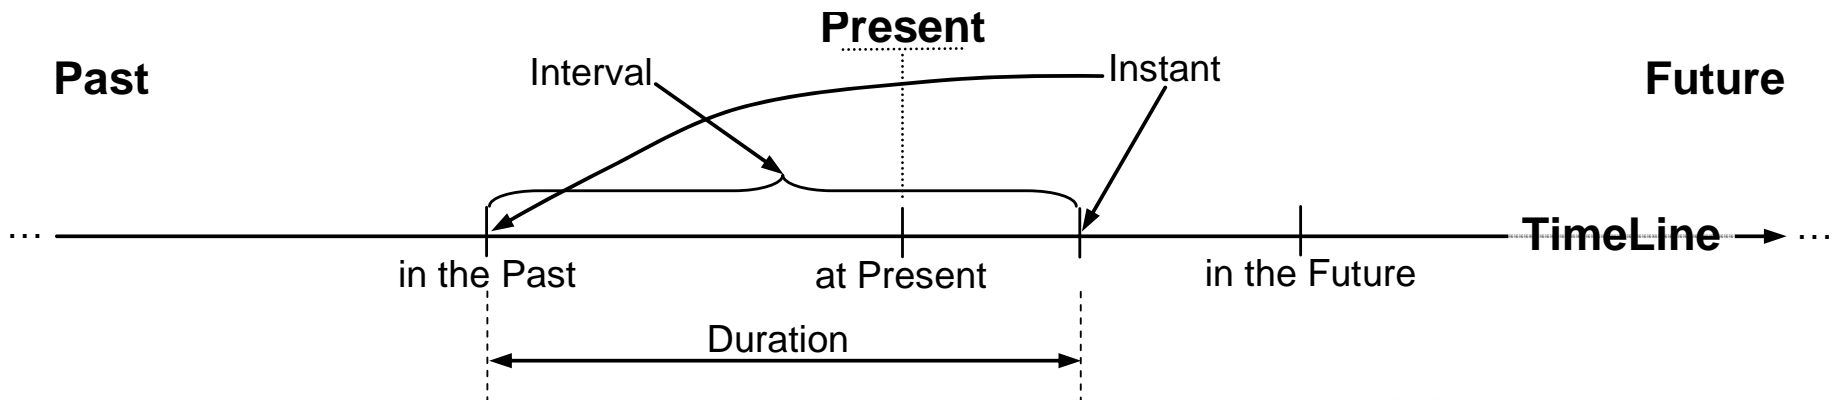 Present
Past
Interval
Instant
Future
... TimeLine ...
in the Past
at Present
in the Future
Duration